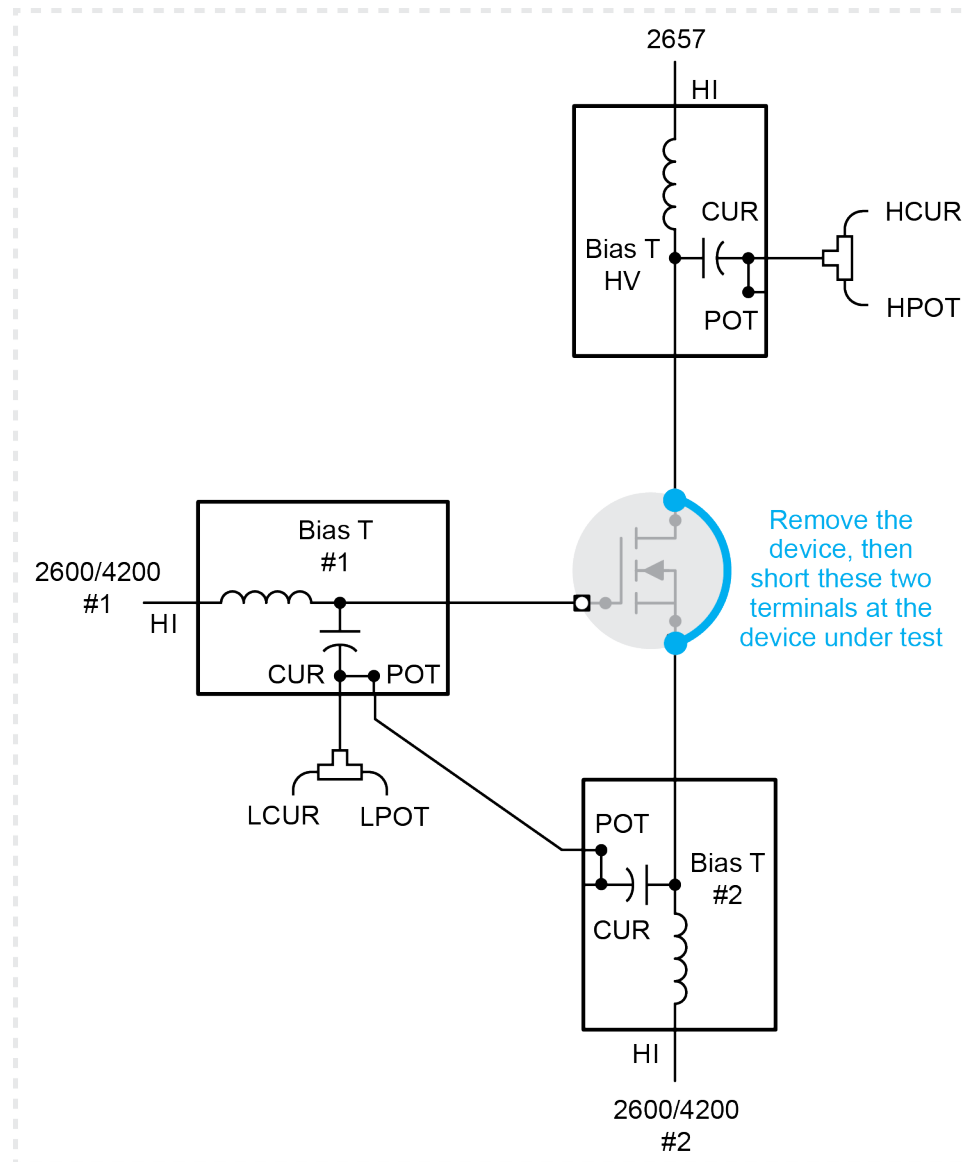 2657
HI
CUR
HCUR
Bias T
HV
POT
HPOT
Bias T
#1
2600/4200
#1
HI
CUR
POT
LCUR
LPOT
Remove the
device, then
short these two
terminals at the
device under test
POT
Bias T
#2
CUR
HI
2600/4200
#2